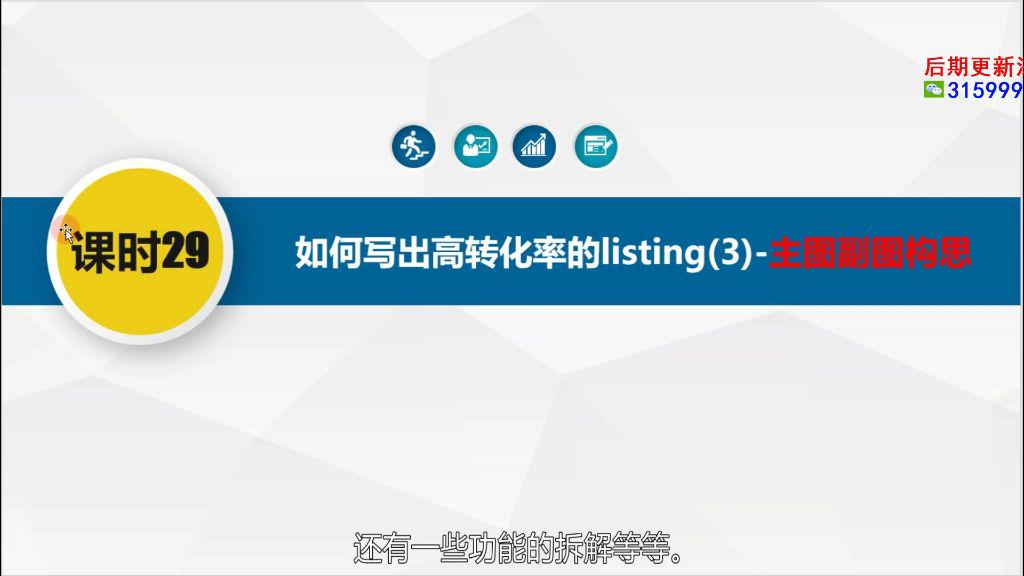 后期更新
315999
课时29
如何写出高转化率的listing(3)-主图副图构思
还有一些功能的拆解等等。